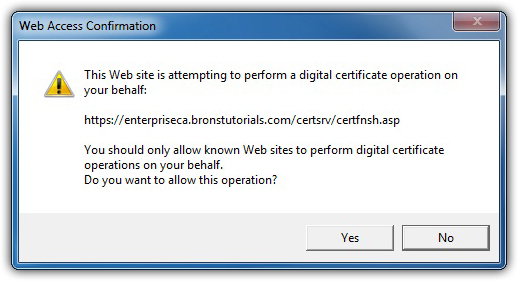 Web Access Confirmation
This Web site is attempting to perform a digital certificate operation on
your behalf:
https://enterpriseca.bronstutorials.com/certsrv/certfnsh.asp
You should only allow known Web sites to perform digital certificate
operations on your behalf.
Do you want to allow this operation?
Yes No